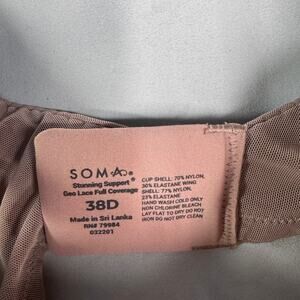 SOMA
Stunning Support®
Geo Lace Full Coverage
38D
Made in Sri Lanka
RN# 79984
032201
CUP SHELL: 70% NYLON,
30% ELASTANE WING
SHELL: 77% NYLON,
23% ELASTANE
HAND WASH COLD ONLY
NON CHLORINE BLEACH
LAY FLAT TO DRY DO NOT
IRON DO NOT DRY CLEAN